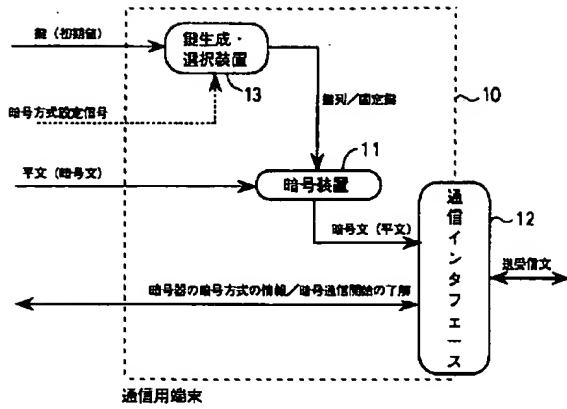 鍵（初期値）
鍵生成・
選択装置
13
暗号方式設定信号
鍵列／固定鍵
10
平文（暗号文）
11
暗号装置
暗号文（平文）
通信インタフェース
12
送受信文
暗号器の暗号方式の情報／暗号通信開始の了解
通信用端末